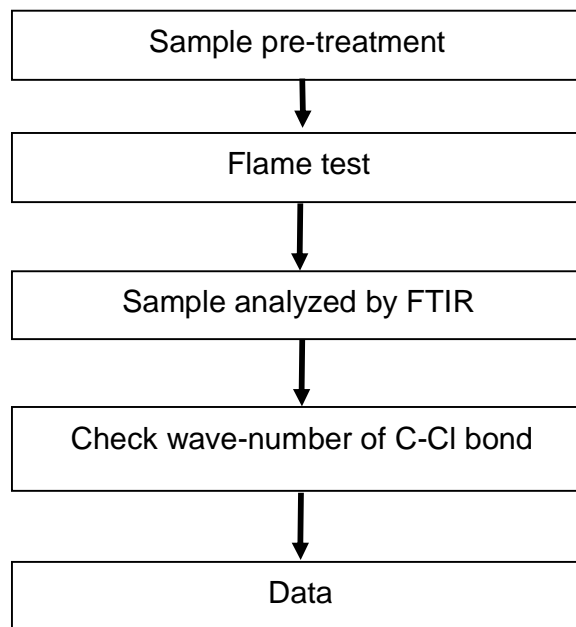 Sample pre-treatment
Flame test
Sample analyzed by FTIR
Check wave-number of C-Cl bond
Data